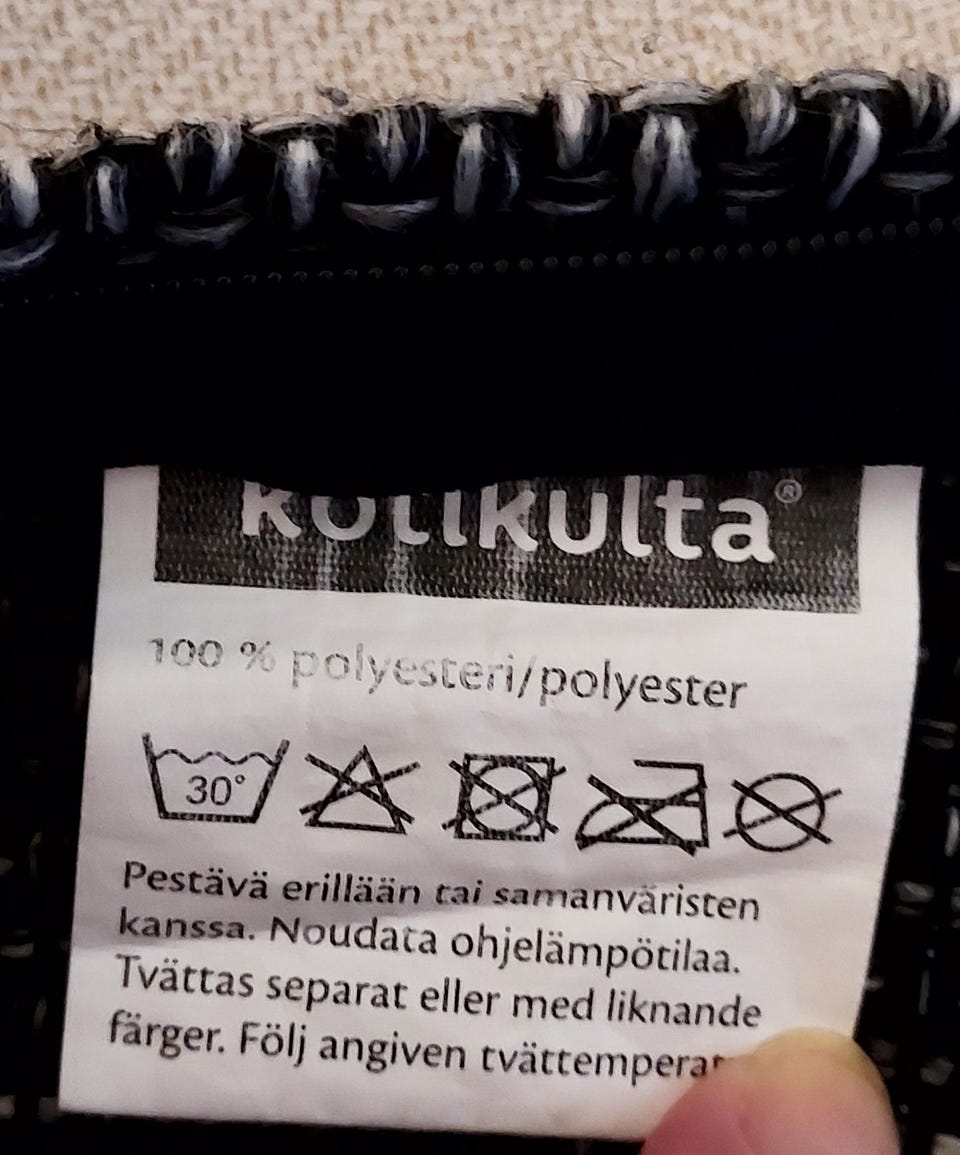 kotikulta®
100 % polyesteri/polyester
30°
Pestävä erillään tai samanväristen
kanssa. Noudata ohjelämpötilaa.
Tvättas separat eller med liknande
färger. Följ angiven